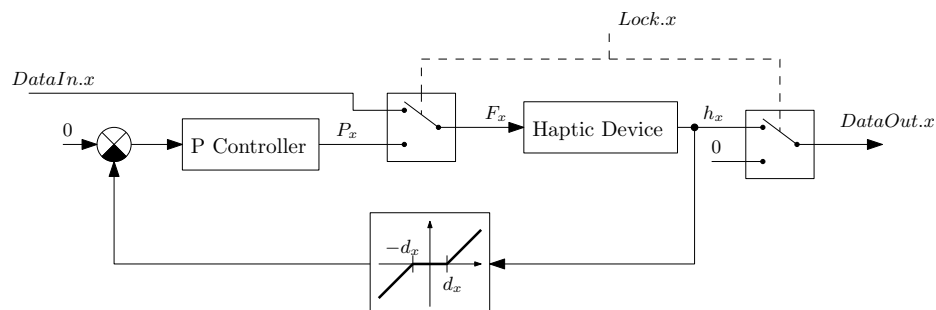 Lock.x
DataIn.x
0
P Controller
P_x
F_x
Haptic Device
h_x
0
DataOut.x
−d_x
d_x